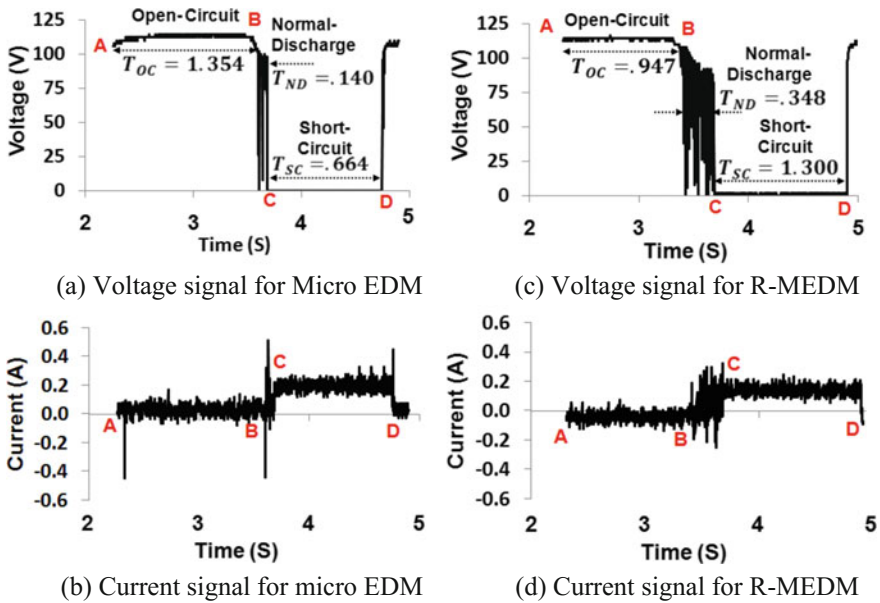 150
125
100
75
50
25
0
Voltage (V)
A
Open-Circuit
B
Normal-
Discharge
T_OC = 1.354
T_ND = .140
Short-
Circuit
T_SC = .664
C
D
2
3
4
5
Time (S)
(a) Voltage signal for Micro EDM
150
125
100
75
50
25
0
Voltage (V)
A
Open-Circuit
B
T_OC = .947
Normal-
Discharge
T_ND = .348
Short-
Circuit
T_SC = 1.300
C
D
2
3
4
5
Time (S)
(c) Voltage signal for R-MEDM
0.6
0.4
0.2
0.0
-0.2
-0.4
-0.6
Current (A)
A
B
C
D
2
3
4
5
Time (S)
(b) Current signal for micro EDM
0.6
0.4
0.2
0.0
-0.2
-0.4
-0.6
Current (A)
A
B
C
D
2
3
4
5
Time (S)
(d) Current signal for R-MEDM